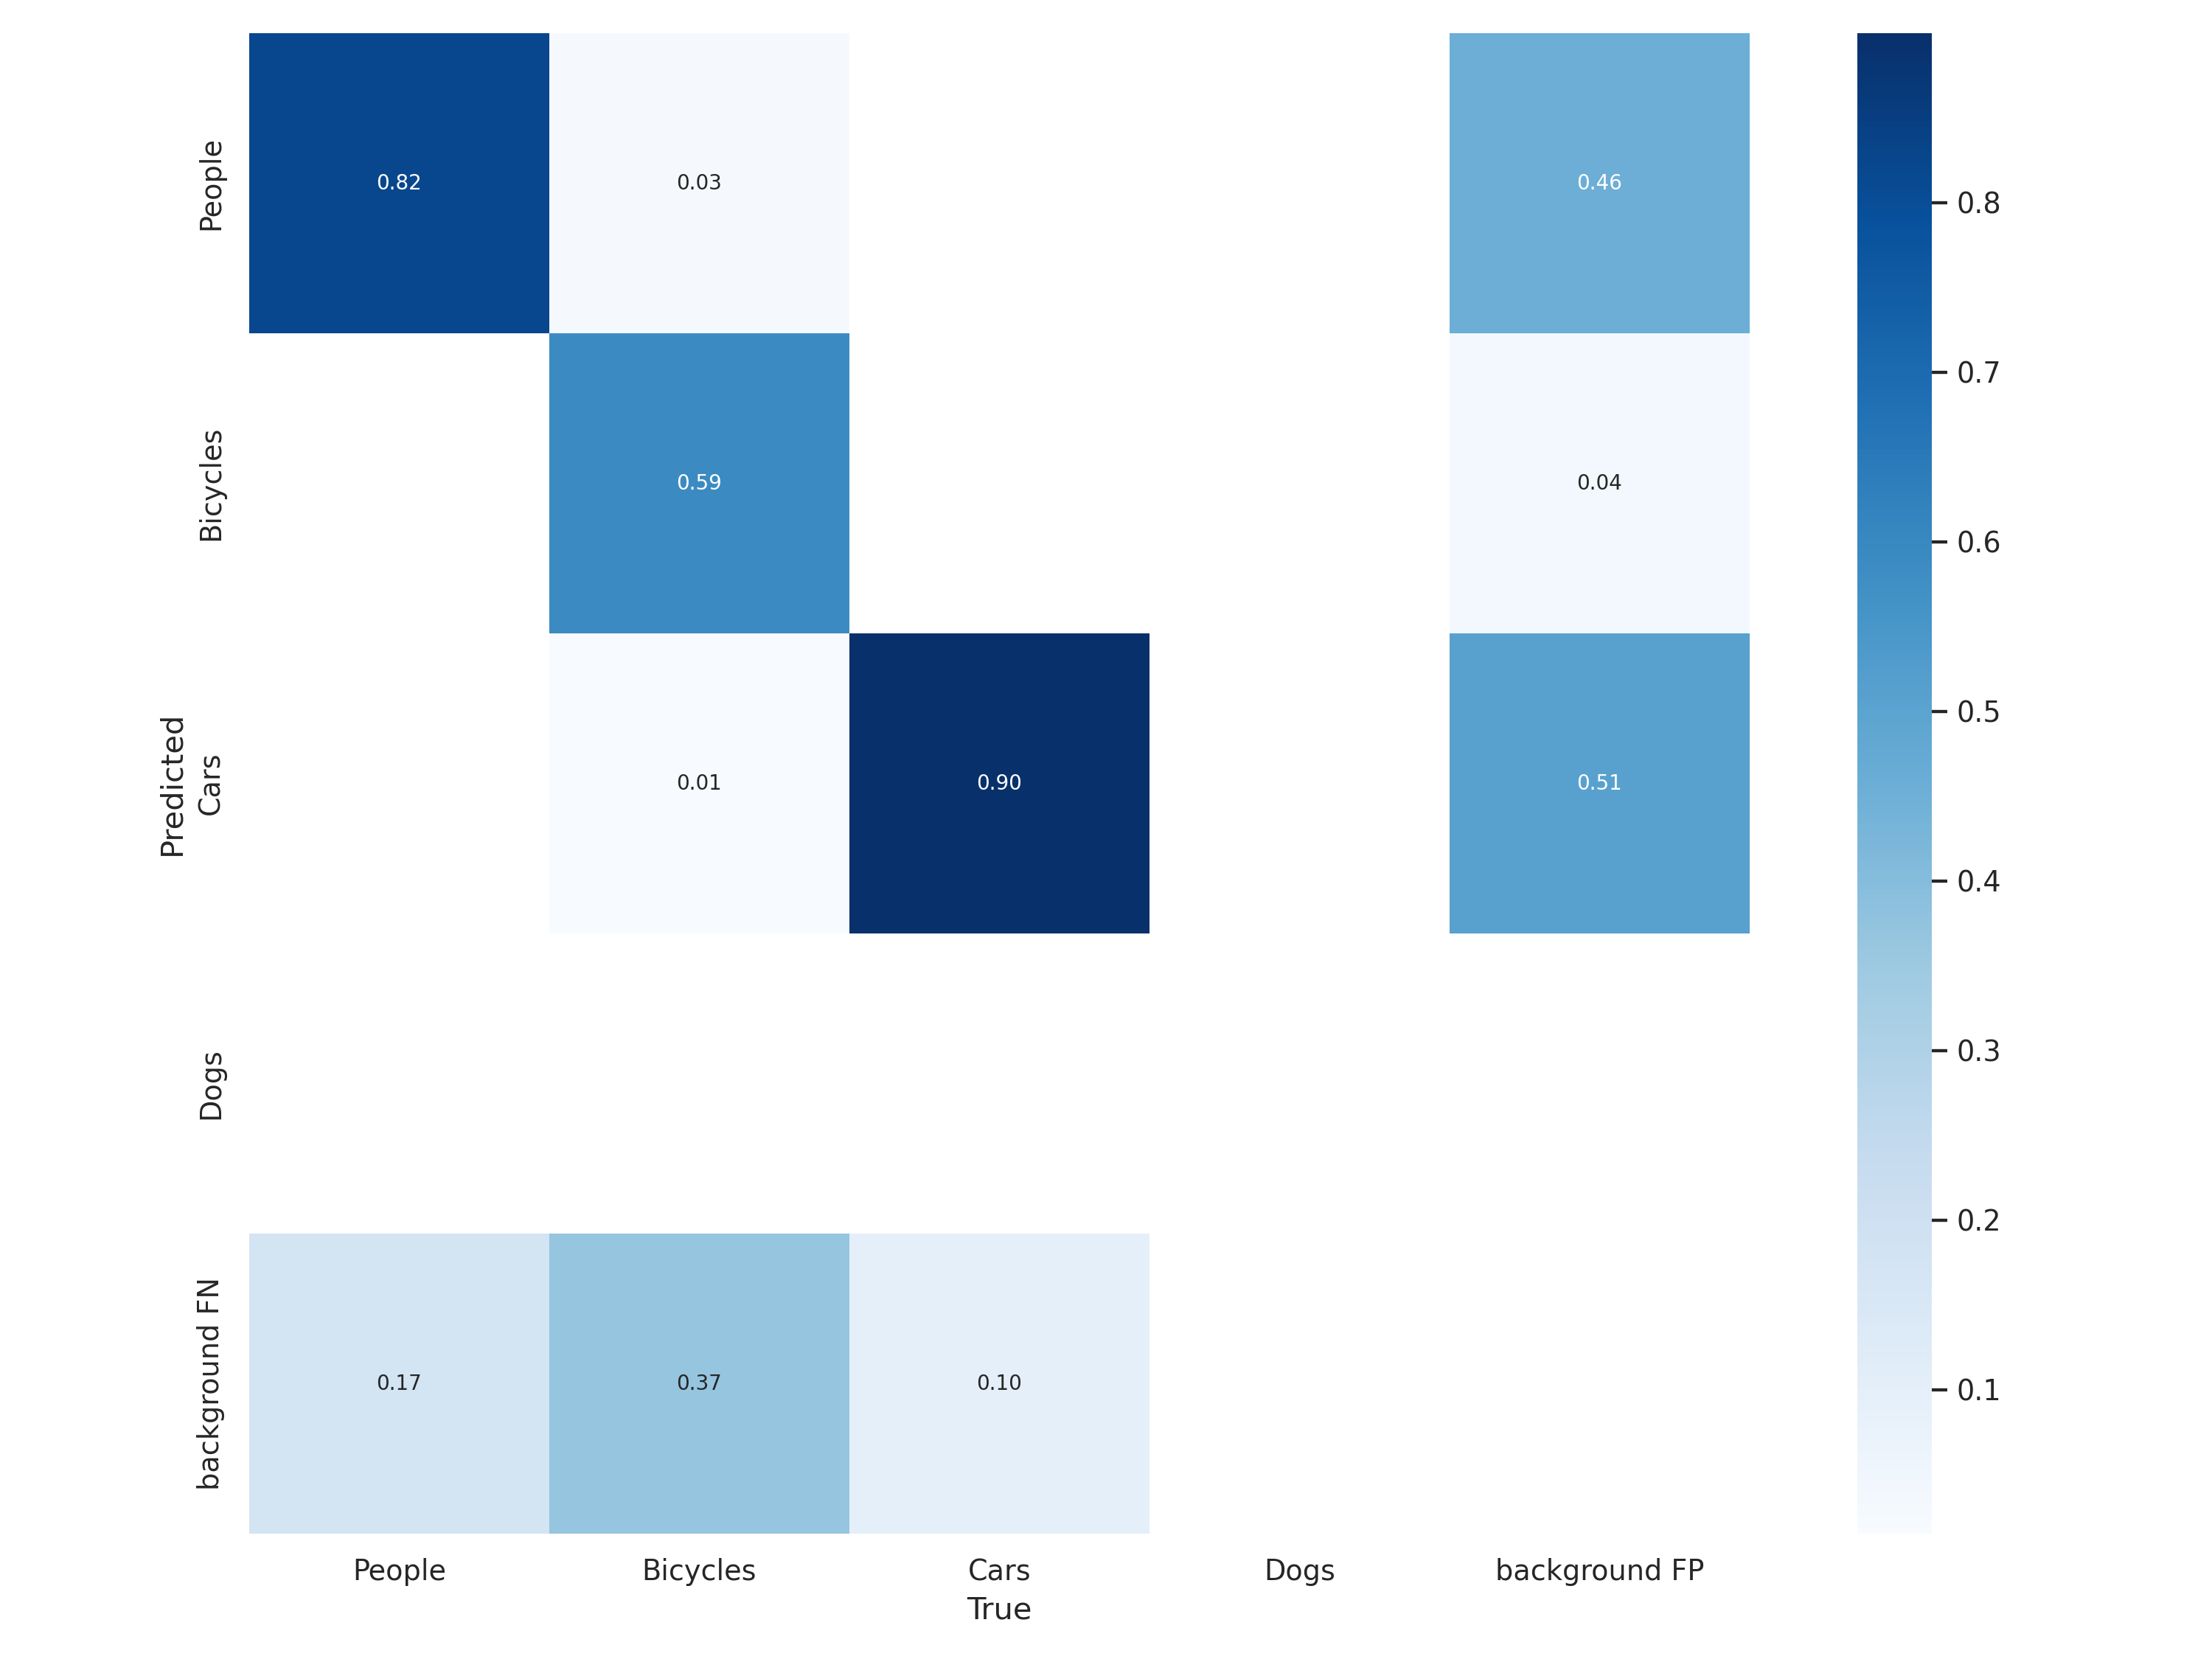 People
0.82 0.03 0.46
Bicycles
0.59 0.04
Predicted
Cars
0.01 0.90 0.51
Dogs
background FN
0.17 0.37 0.10
People Bicycles Cars Dogs background FP
True
0.8
0.7
0.6
0.5
0.4
0.3
0.2
0.1